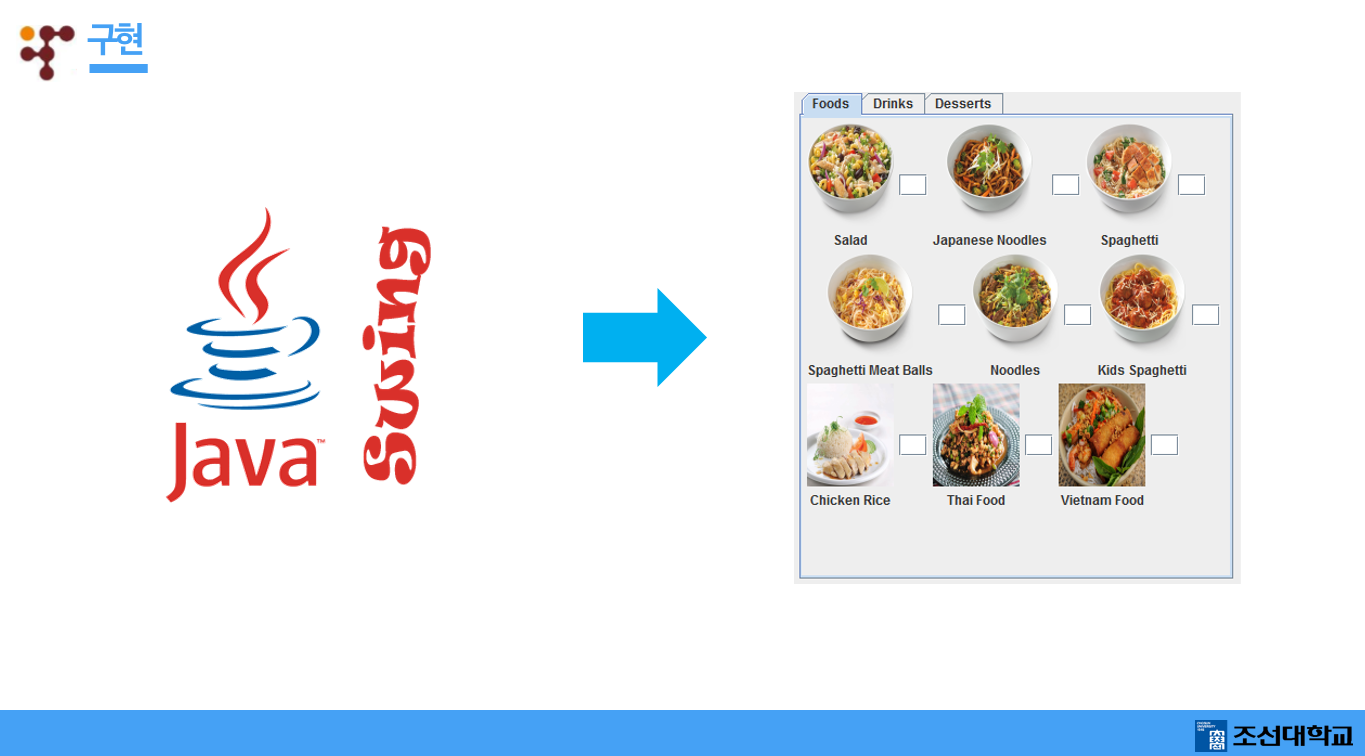 구현
Foods Drinks Desserts
Salad Japanese Noodles Spaghetti
Spaghetti Meat Balls Noodles Kids Spaghetti
Chicken Rice Thai Food Vietnam Food
Java™
Swing
조선대학교